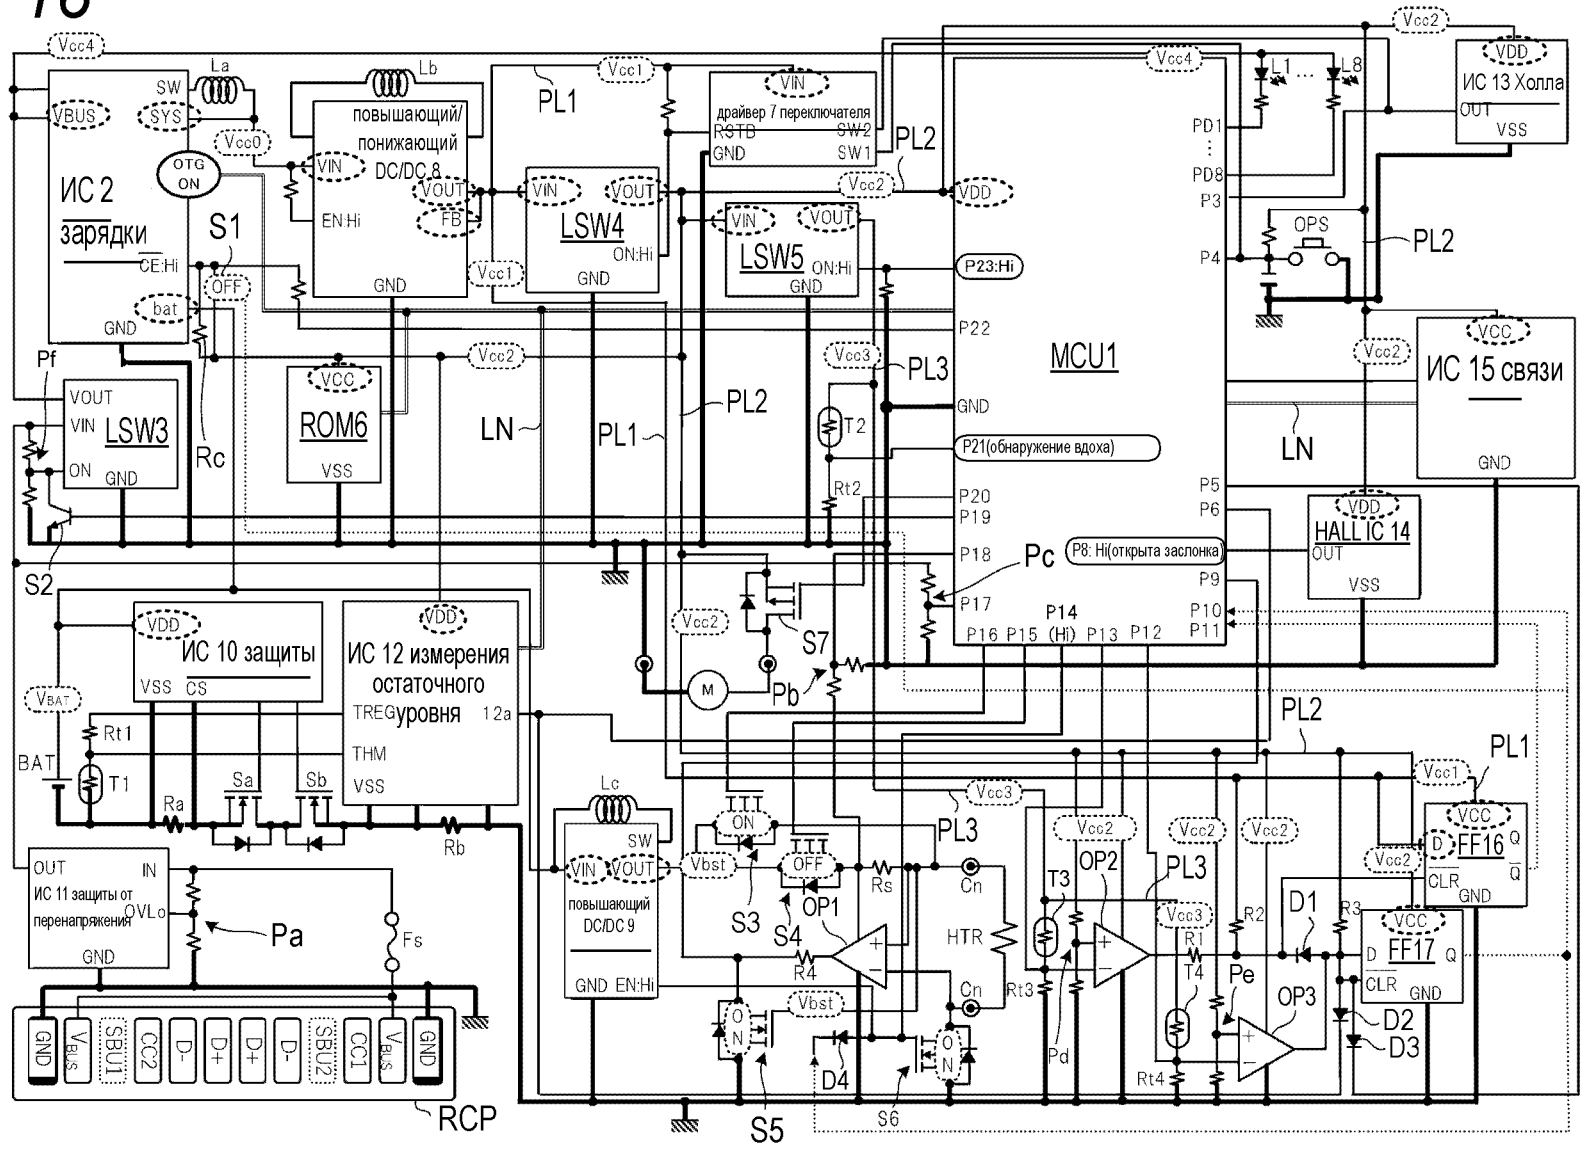 16
Vcc4
La
Lb
PL1
Vcc1
Vcc4
Vcc2
SW
VBUS
SYS
Vcc0
OTG
ON
ИС 2
зарядки
S1
CE:Hi
OFF
bat
GND
повышающий/
понижающий
DC/DC 8
VIN
EN:Hi
VOUT
FB
GND
VIN
VOUT
LSW4
ON:Hi
GND
Vcc1
VIN
драйвер 7 переключателя
RSTB
SW2
GND
SW1
PL2
Vcc2
VIN
VOUT
LSW5
ON:Hi
GND
VDD
P23:Hi
P22
MCU1
GND
P21(обнаружение вдоха)
P20
P19
P18
P17
P16
P15
P14
(Hi)
P13
P12
PD1
PD8
P3
P4
P5
P6
P8: Hi(открыта заслонка)
P9
P10
P11
L1
...
L8
VDD
ИС 13 Холла
OUT
VSS
OPS
PL2
Vcc2
VCC
ИС 15 связи
GND
LN
VDD
HALL IC 14
OUT
VSS
Pf
VOUT
VIN
LSW3
ON
GND
S2
Rc
VCC
ROM6
VSS
Vcc2
LN
PL1
PL2
Vcc3
PL3
T2
Rt2
Pc
Vcc2
S7
M
Pb
VDD
ИС 10 защиты
VSS
CS
VBAT
BAT
Rt1
T1
Ra
Sa
Sb
VDD
ИС 12 измерения
остаточного
уровня
TREG
12a
THM
VSS
Rb
Lc
SW
VIN
VOUT
повышающий
DC/DC 9
GND
EN:Hi
Vbst
ON
OFF
S3
S4
OP1
Rs
R4
Cn
HTR
Cn
Vbst
ON
S5
D4
ON
S6
Vcc3
PL3
T3
Rt3
Pd
Vcc2
OP2
PL3
Vcc3
R1
T4
Rt4
Vcc2
Vcc2
R2
Pe
OP3
D1
R3
D2
D3
PL2
Vcc1
PL1
VCC
D
FF16
Q
Q
CLR
GND
Vcc2
VCC
D
FF17
Q
CLR
GND
OUT
IN
ИС 11 защиты от
перенапряжения
OVLo
GND
Pa
Fs
GND
VBUS
SBU1
CC2
D-
D+
D+
D-
SBU2
CC1
VBUS
GND
RCP